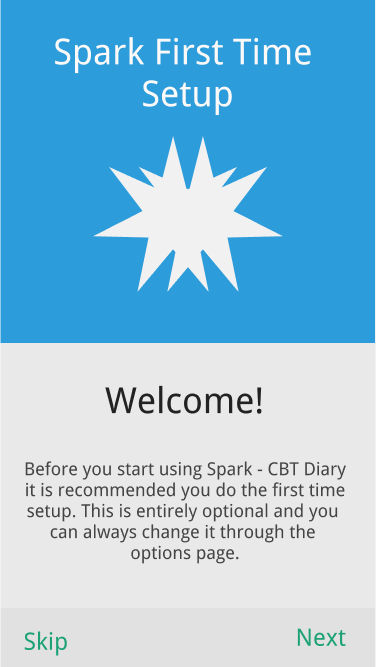 Spark First Time
Setup
Welcome!
Before you start using Spark - CBT Diary
it is recommended you do the first time
setup. This is entirely optional and you
can always change it through the
options page.
Skip
Next